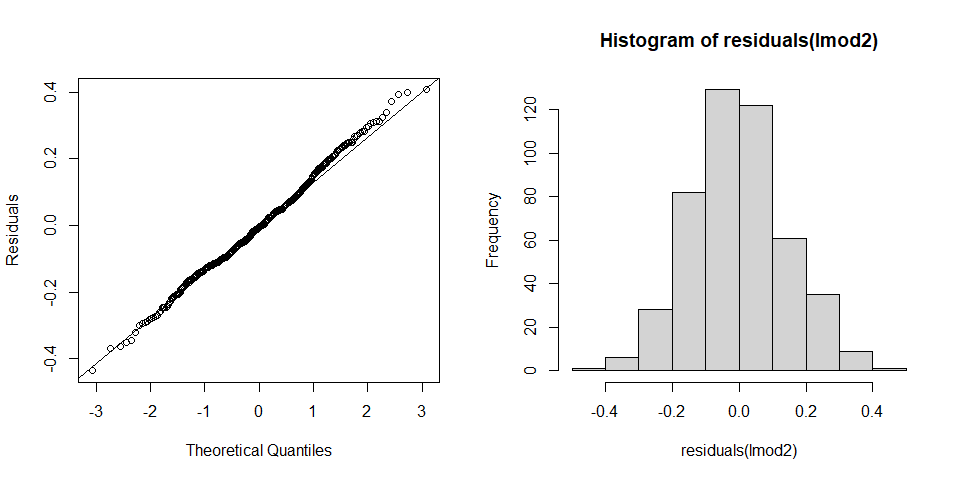 Residuals
0.4
0.2
0.0
-0.2
-0.4
-3 -2 -1 0 1 2 3
Theoretical Quantiles
Histogram of residuals(lmod2)
Frequency
120
100
80
60
40
20
0
-0.4 -0.2 0.0 0.2 0.4
residuals(lmod2)